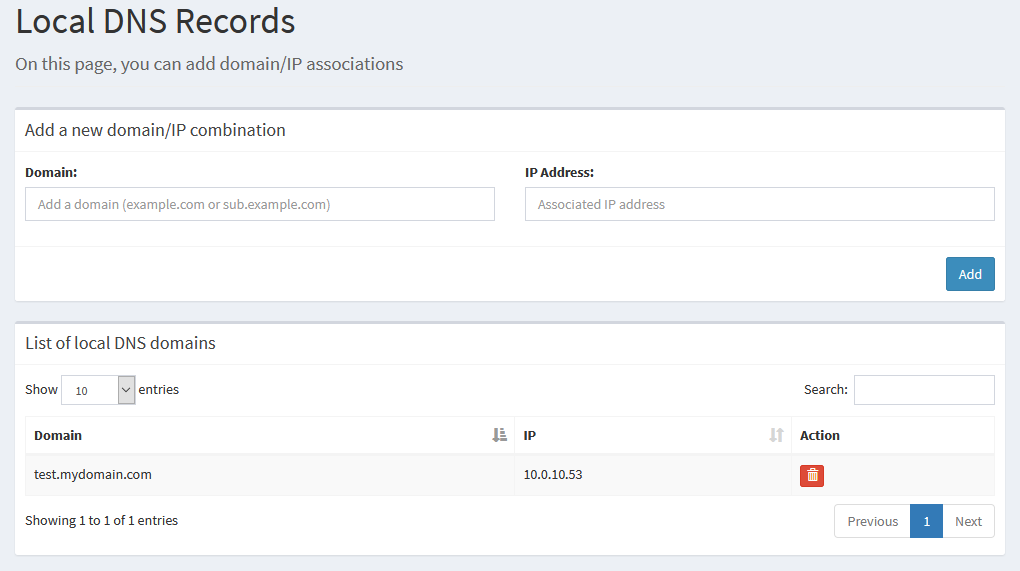 Local DNS Records
On this page, you can add domain/IP associations
Add a new domain/IP combination
Domain: IP Address:
Add a domain (example.com or sub.example.com) Associated IP address
Add
List of local DNS domains
Show 10 entries Search:
Domain IP Action
test.mydomain.com 10.0.10.53
Showing 1 to 1 of 1 entries Previous 1 Next